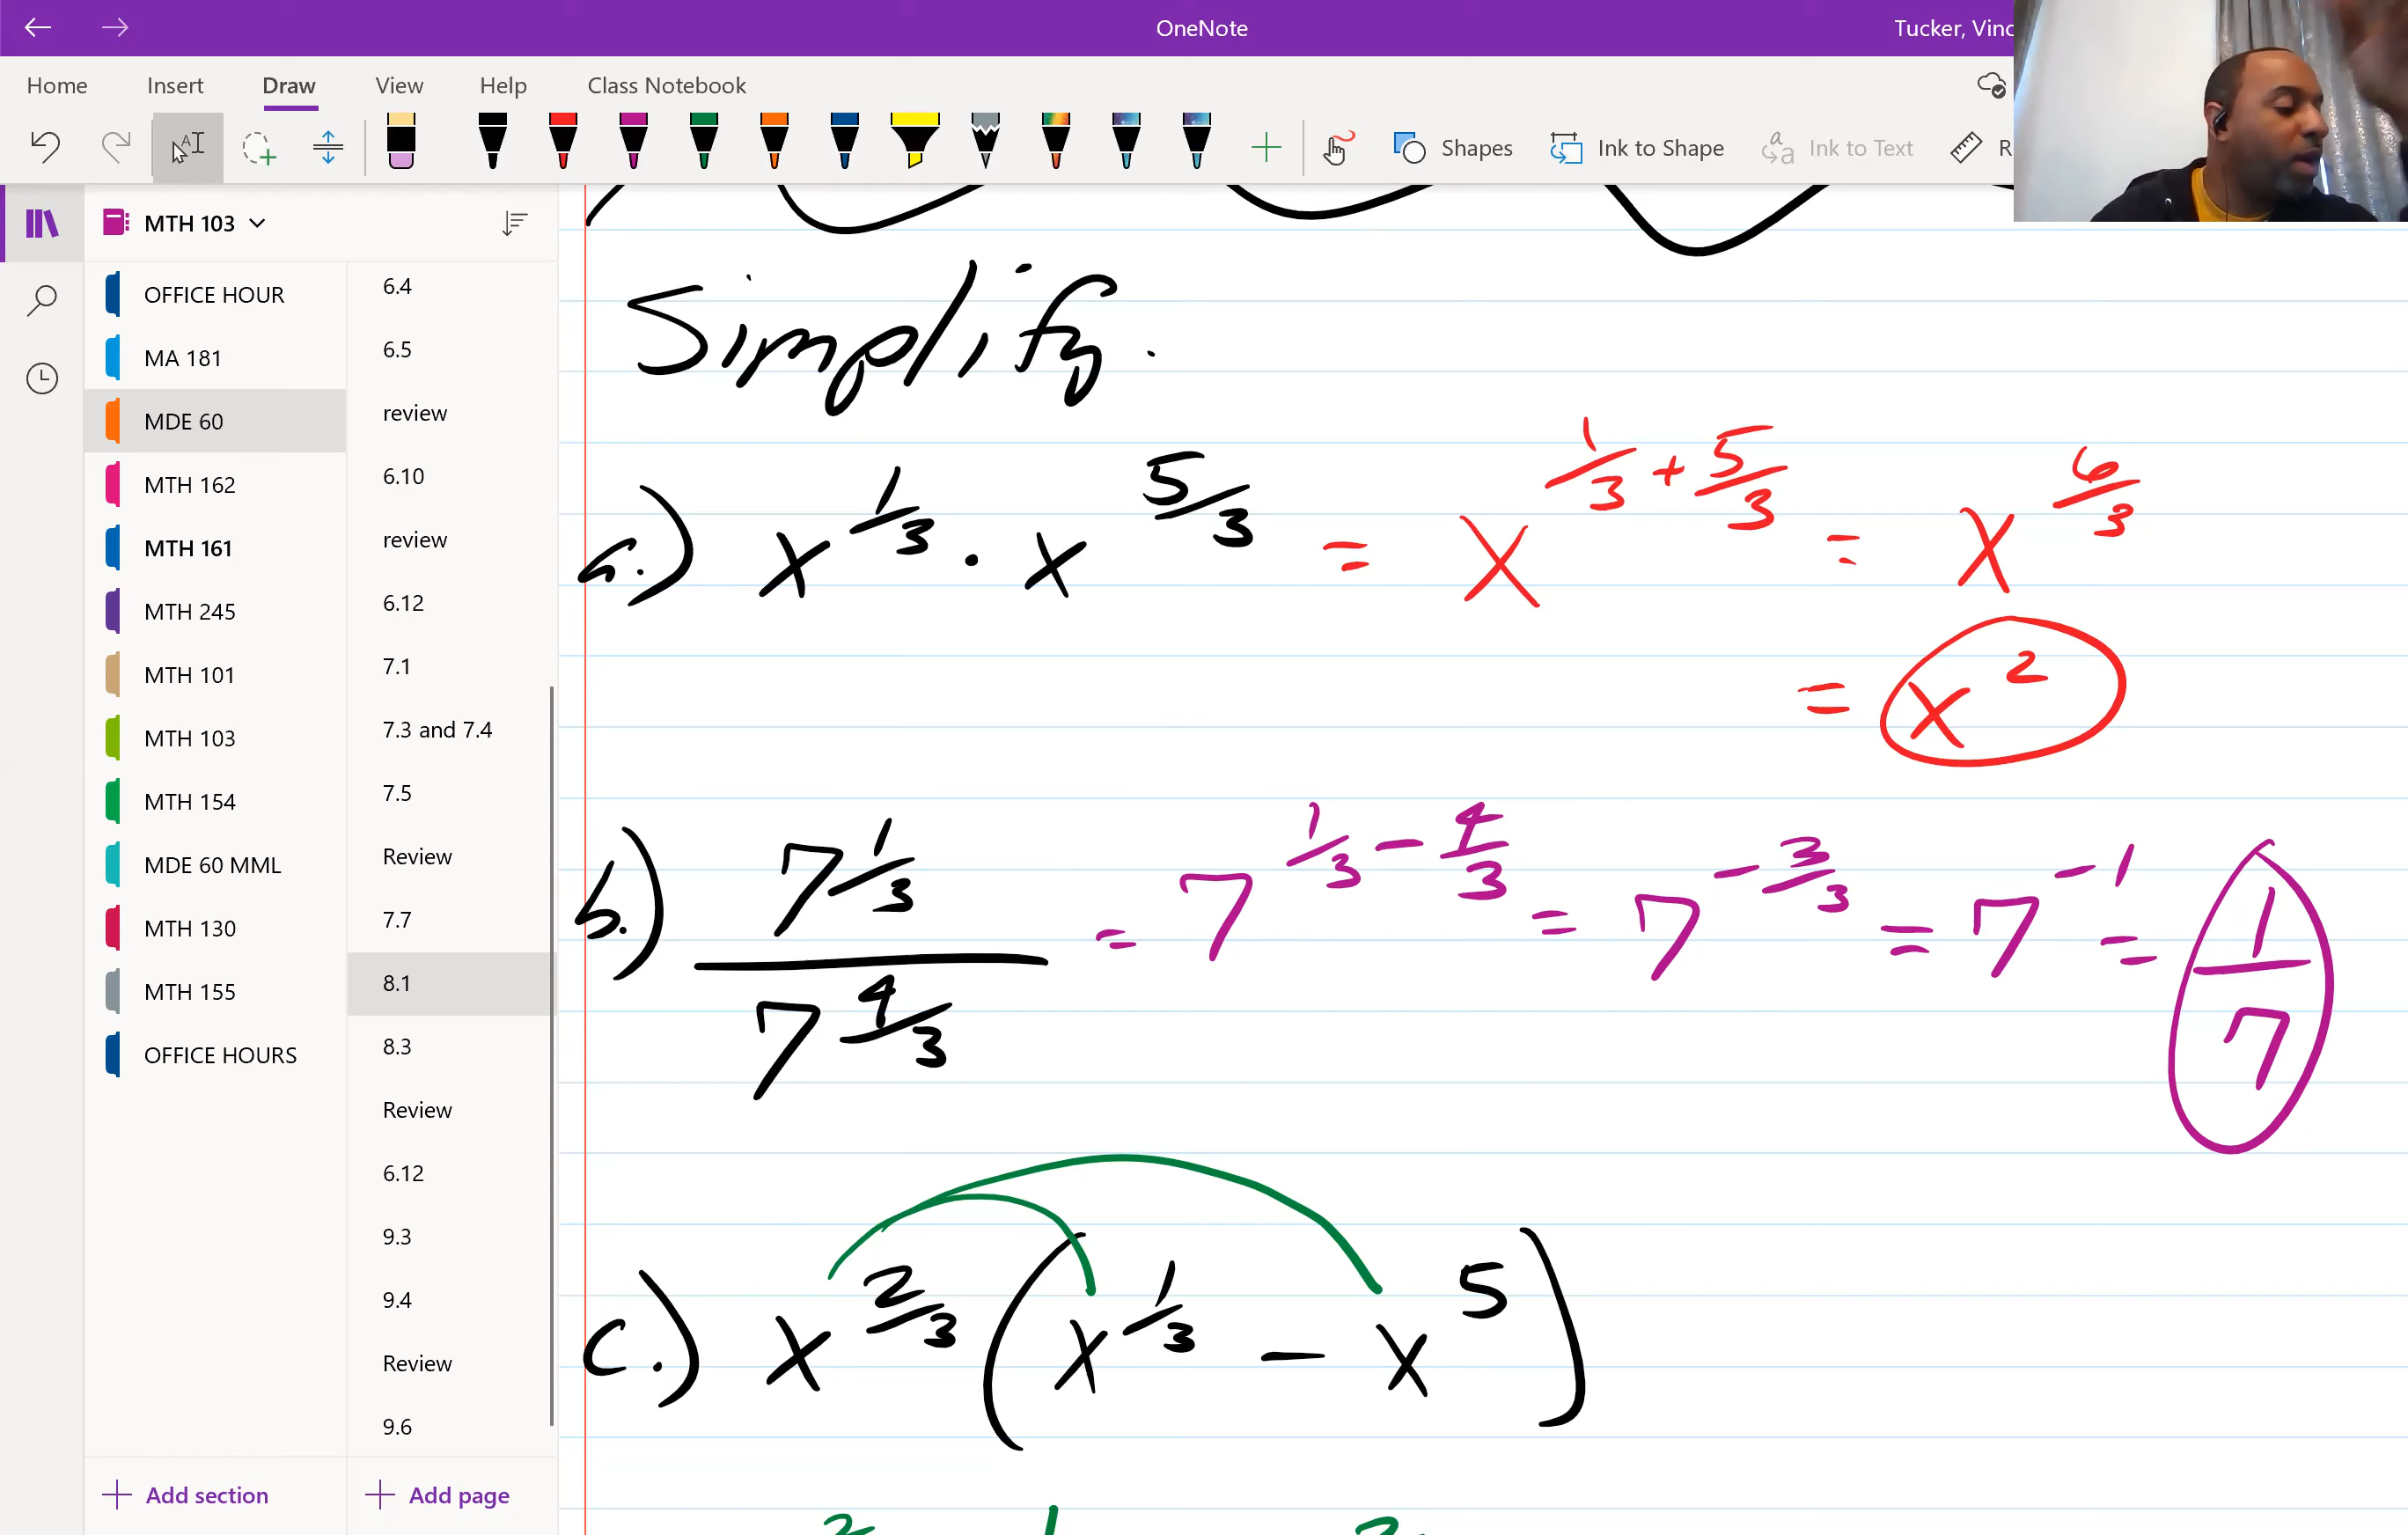 OneNote
Tucker, Vinc
Home Insert Draw View Help Class Notebook
Shapes Ink to Shape Ink to Text R
MTH 103
OFFICE HOUR
MA 181
MDE 60
MTH 162
MTH 161
MTH 245
MTH 101
MTH 103
MTH 154
MDE 60 MML
MTH 130
MTH 155
OFFICE HOURS
Add section
6.4
6.5
review
6.10
review
6.12
7.1
7.3 and 7.4
7.5
Review
7.7
8.1
8.3
Review
6.12
9.3
9.4
Review
9.6
Add page
Simplify.
a.) x^{1/3} · x^{5/3} = x^{1/3 + 5/3} = x^{6/3}
= x^2
b.) 7^{1/3} / 7^{4/3} = 7^{1/3 - 4/3} = 7^{-3/3} = 7^{-1} = 1/7
c.) x^{2/3} (x^{1/3} - x^5)